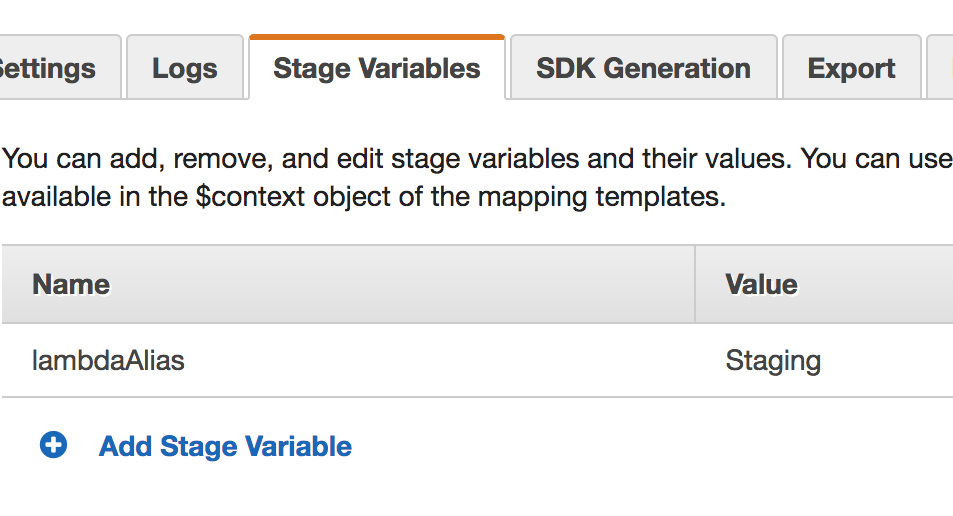 Settings Logs Stage Variables SDK Generation Export
You can add, remove, and edit stage variables and their values. You can use
available in the $context object of the mapping templates.
Name Value
lambdaAlias Staging
Add Stage Variable